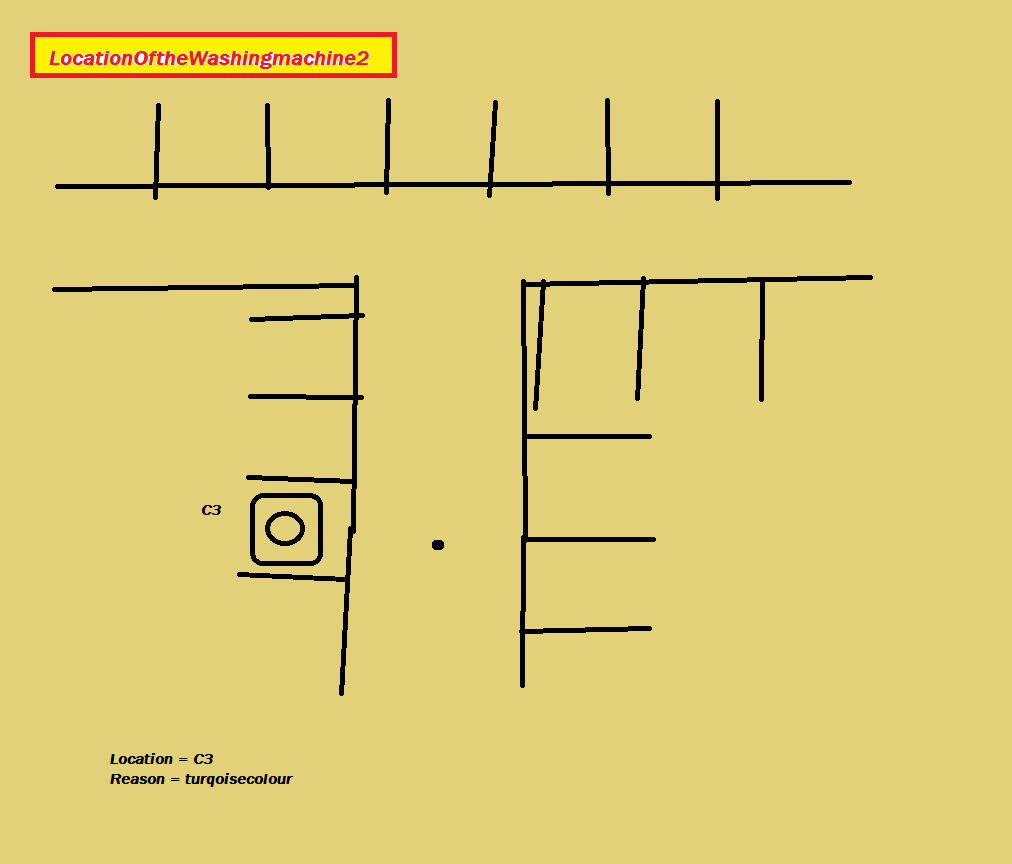 LocationOftheWashingmachine2
C3
Location = C3
Reason = turqoisecolour